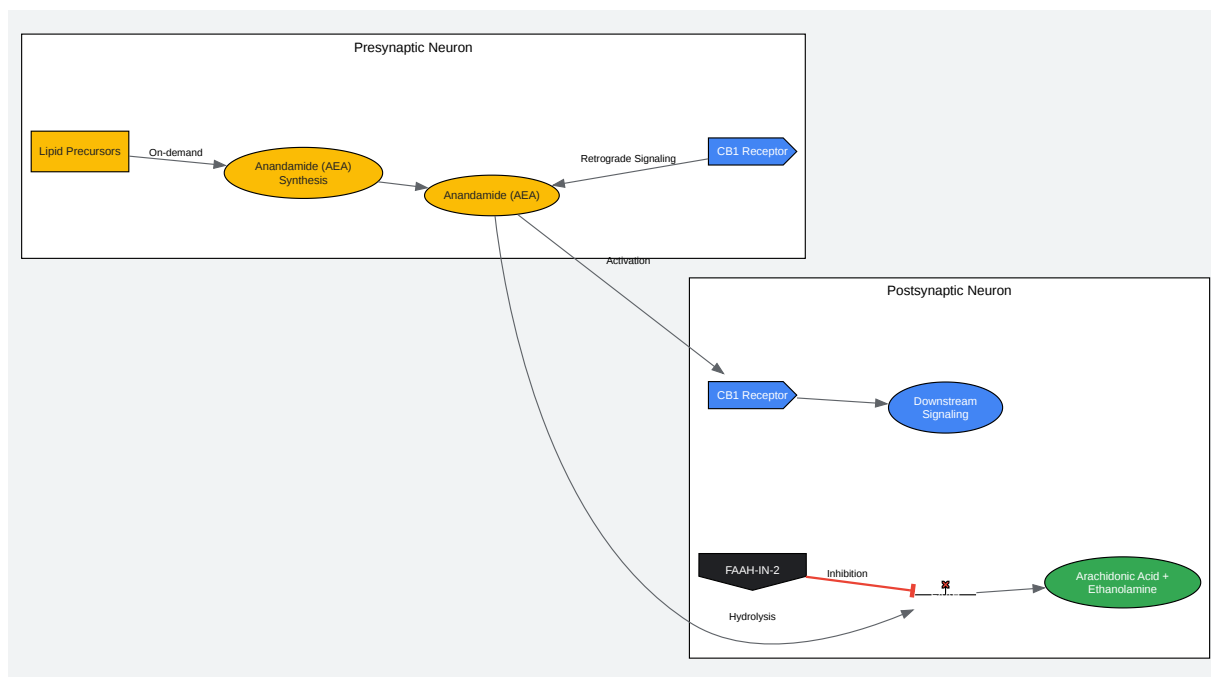 Presynaptic Neuron
Lipid Precursors
On-demand
Anandamide (AEA)
Synthesis
Anandamide (AEA)
Retrograde Signaling
CB1 Receptor
Activation
Postsynaptic Neuron
CB1 Receptor
Downstream
Signaling
FAAH-IN-2
Inhibition
Arachidonic Acid +
Ethanolamine
Hydrolysis